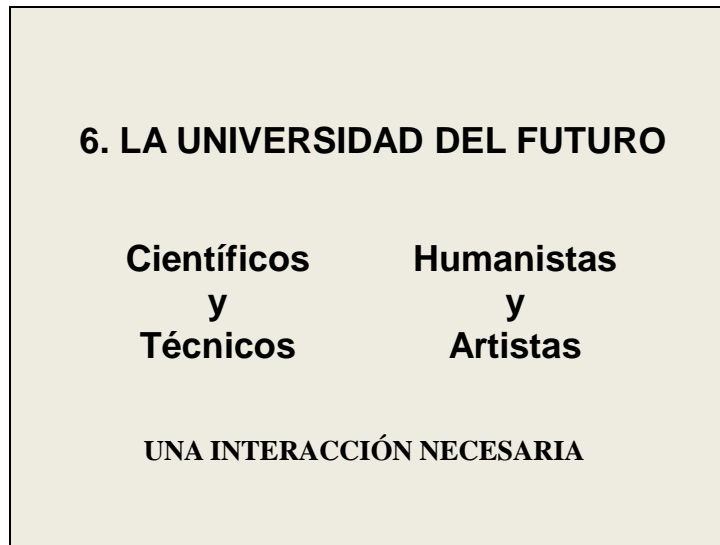 6. LA UNIVERSIDAD DEL FUTURO
Científicos
y
Técnicos
Humanistas
y
Artistas
UNA INTERACCIÓN NECESARIA